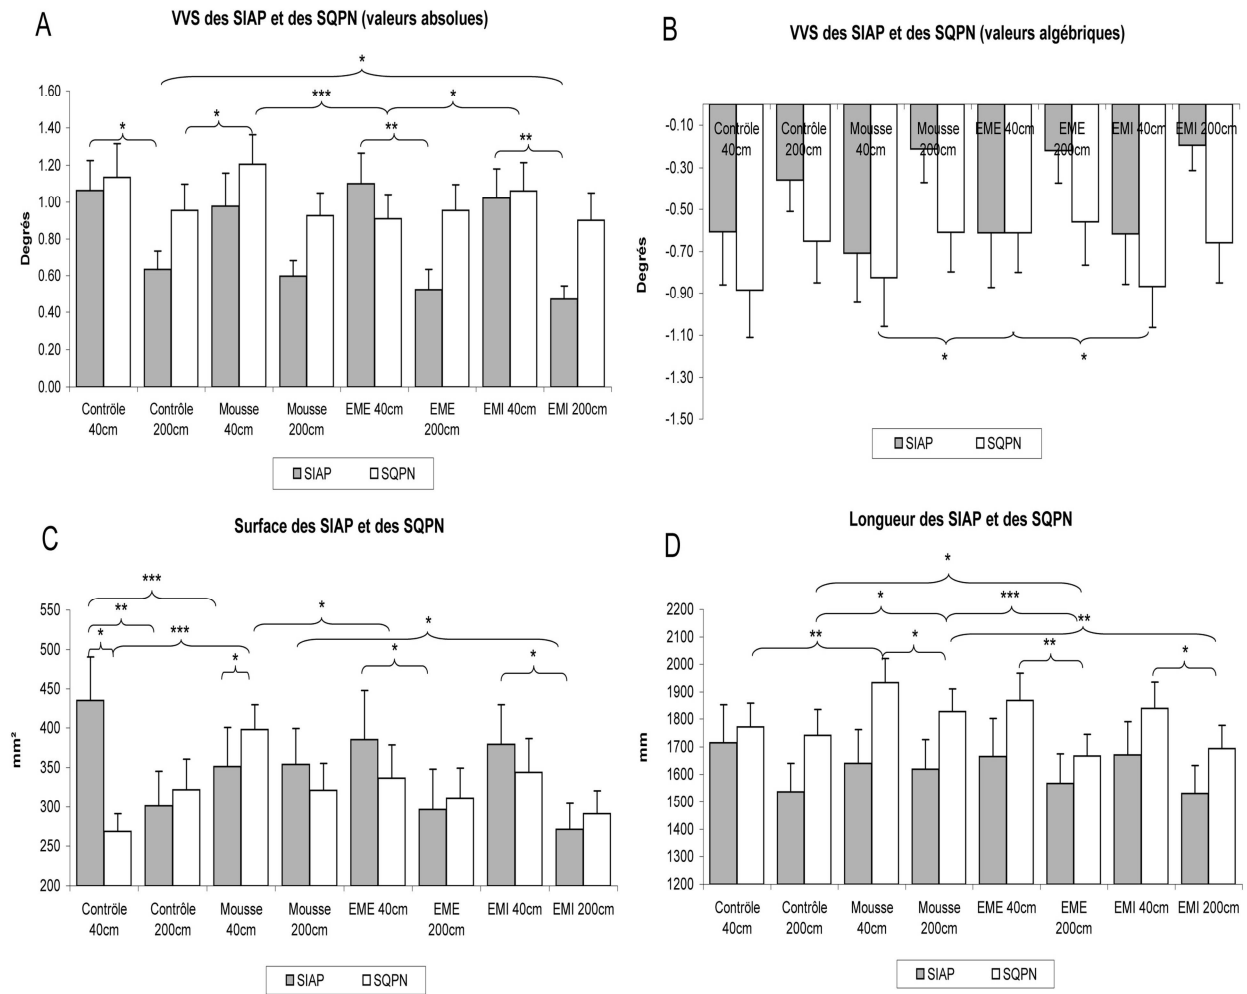 A
VVS des SIAP et des SQPN (valeurs absolues)
*
***
*
*
*
**
**
1.60
1.40
1.20
1.00
0.80
0.60
0.40
0.20
0.00
Degrés
Contrôle 40cm
Contrôle 200cm
Mousse 40cm
Mousse 200cm
EME 40cm
EME 200cm
EMI 40cm
EMI 200cm
SIAP
SQPN
B
VVS des SIAP et des SQPN (valeurs algébriques)
-0.10
-0.30
-0.50
-0.70
-0.90
-1.10
-1.30
-1.50
Degrés
Contrôle 40cm
Contrôle 200cm
Mousse 40cm
Mousse 200cm
EME 40cm
EME 200cm
EMI 40cm
EMI 200cm
*
*
SIAP
SQPN
C
Surface des SIAP et des SQPN
***
**
*
***
*
*
*
*
*
550
500
450
400
350
300
250
200
mm²
Contrôle 40cm
Contrôle 200cm
Mousse 40cm
Mousse 200cm
EME 40cm
EME 200cm
EMI 40cm
EMI 200cm
SIAP
SQPN
D
Longueur des SIAP et des SQPN
*
*
***
**
**
*
**
*
2200
2100
2000
1900
1800
1700
1600
1500
1400
1300
1200
mm
Contrôle 40cm
Contrôle 200cm
Mousse 40cm
Mousse 200cm
EME 40cm
EME 200cm
EMI 40cm
EMI 200cm
SIAP
SQPN